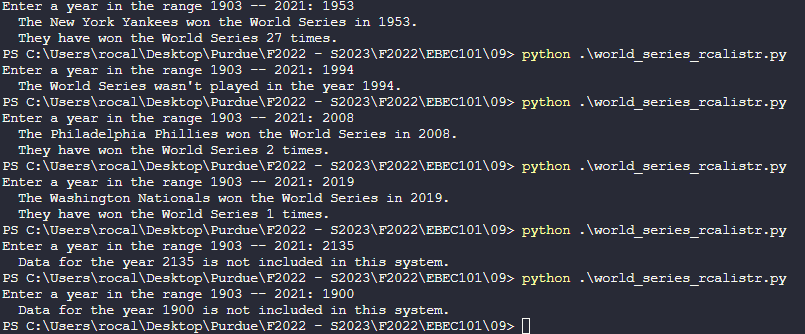 Enter a year in the range 1903 -- 2021: 1953
The New York Yankees won the World Series in 1953.
They have won the World Series 27 times.
PS C:\Users\rocal\Desktop\Purdue\F2022 - S2023\F2022\EBEC101\09> python .\world_series_rcalistr.py
Enter a year in the range 1903 -- 2021: 1994
The World Series wasn't played in the year 1994.
PS C:\Users\rocal\Desktop\Purdue\F2022 - S2023\F2022\EBEC101\09> python .\world_series_rcalistr.py
Enter a year in the range 1903 -- 2021: 2008
The Philadelphia Phillies won the World Series in 2008.
They have won the World Series 2 times.
PS C:\Users\rocal\Desktop\Purdue\F2022 - S2023\F2022\EBEC101\09> python .\world_series_rcalistr.py
Enter a year in the range 1903 -- 2021: 2019
The Washington Nationals won the World Series in 2019.
They have won the World Series 1 times.
PS C:\Users\rocal\Desktop\Purdue\F2022 - S2023\F2022\EBEC101\09> python .\world_series_rcalistr.py
Enter a year in the range 1903 -- 2021: 2135
Data for the year 2135 is not included in this system.
PS C:\Users\rocal\Desktop\Purdue\F2022 - S2023\F2022\EBEC101\09> python .\world_series_rcalistr.py
Enter a year in the range 1903 -- 2021: 1900
Data for the year 1900 is not included in this system.
PS C:\Users\rocal\Desktop\Purdue\F2022 - S2023\F2022\EBEC101\09>